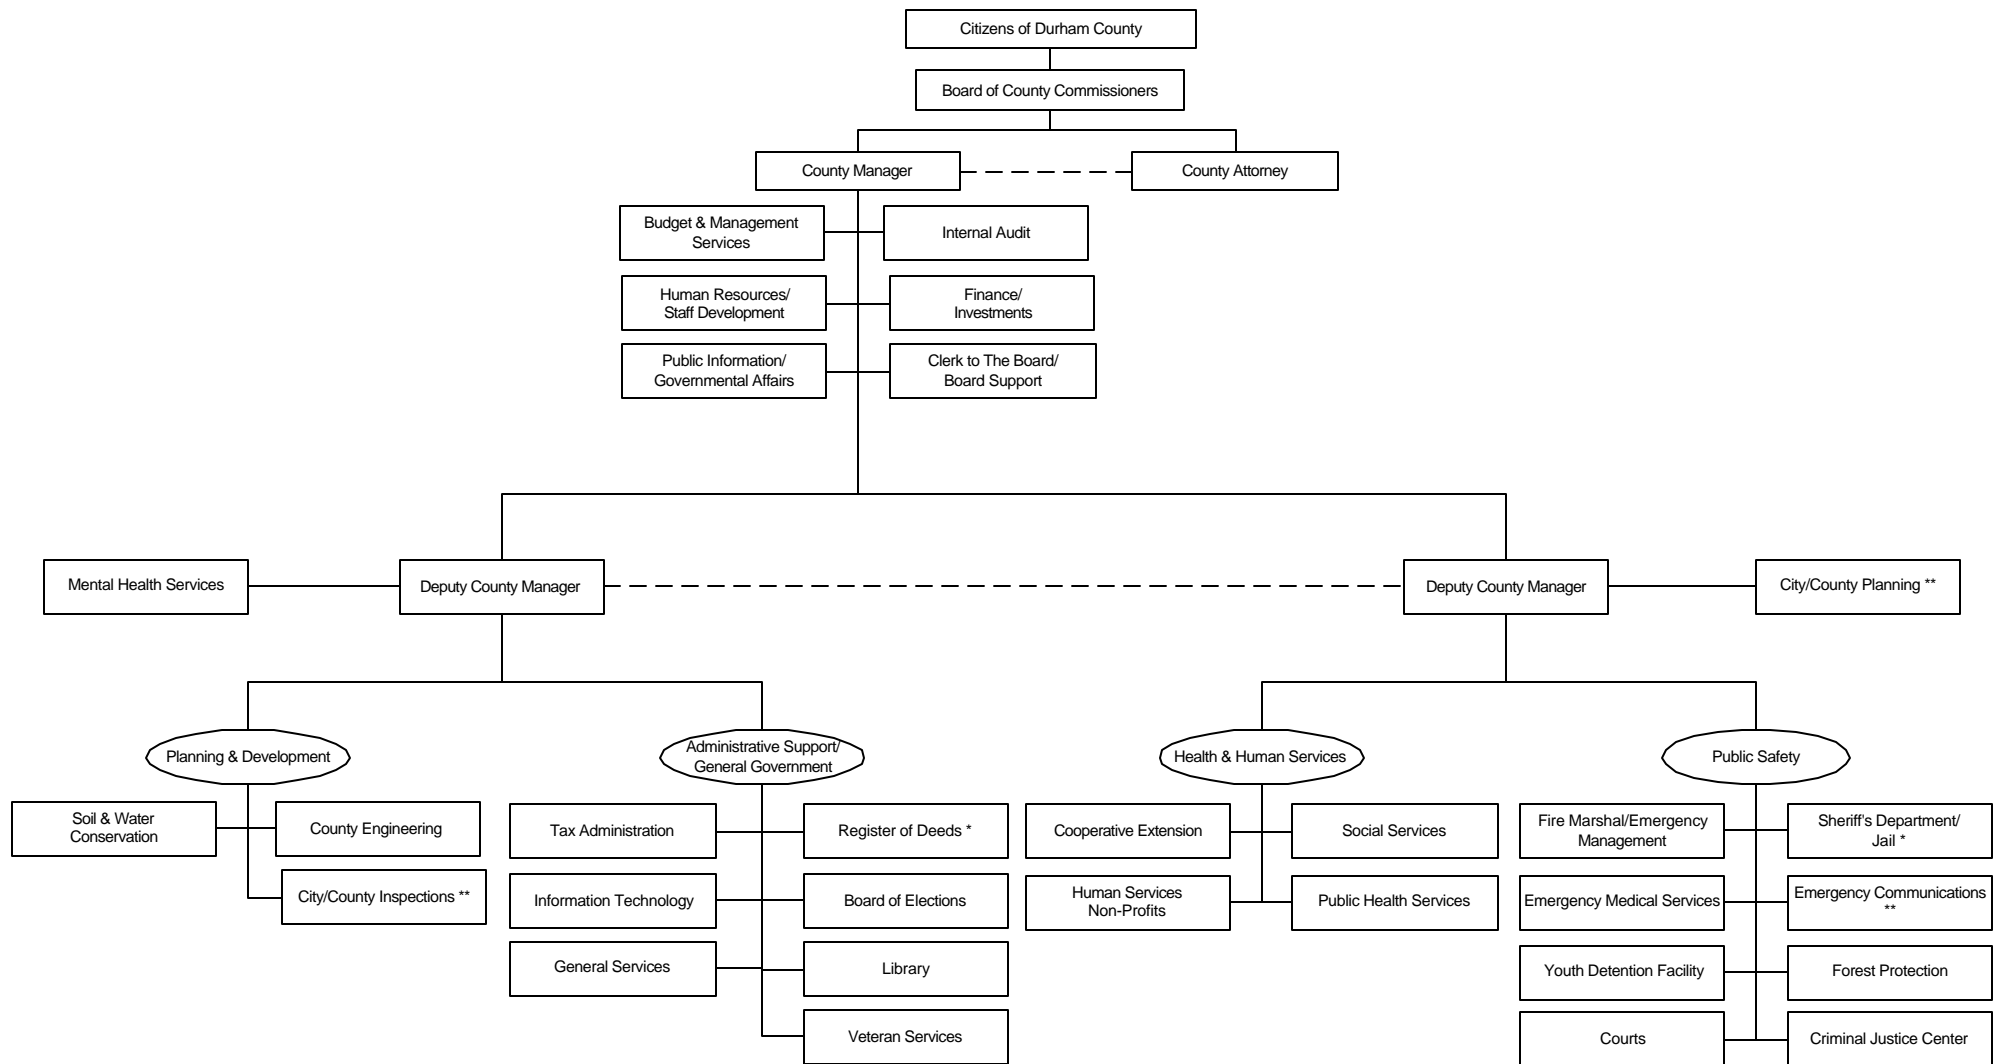 Citizens of Durham County
Board of County Commissioners
County Manager
County Attorney
Budget & Management
Services
Internal Audit
Human Resources/
Staff Development
Finance/
Investments
Public Information/
Governmental Affairs
Clerk to The Board/
Board Support
Mental Health Services
Deputy County Manager
Deputy County Manager
City/County Planning **
Planning & Development
Administrative Support/
General Government
Health & Human Services
Public Safety
Soil & Water
Conservation
County Engineering
City/County Inspections **
Tax Administration
Register of Deeds *
Information Technology
Board of Elections
General Services
Library
Veteran Services
Cooperative Extension
Social Services
Human Services
Non-Profits
Public Health Services
Fire Marshal/Emergency
Management
Sheriff's Department/
Jail *
Emergency Medical Services
Emergency Communications
**
Youth Detention Facility
Forest Protection
Courts
Criminal Justice Center